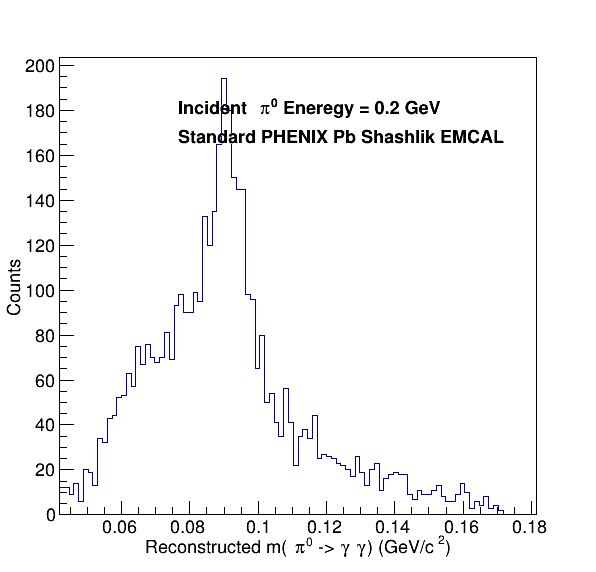 Incident π0 Eneregy = 0.2 GeV
Standard PHENIX Pb Shashlik EMCAL
Counts
200
180
160
140
120
100
80
60
40
20
0
0.06 0.08 0.1 0.12 0.14 0.16 0.18
Reconstructed m( π0 -> γ γ) (GeV/c2)